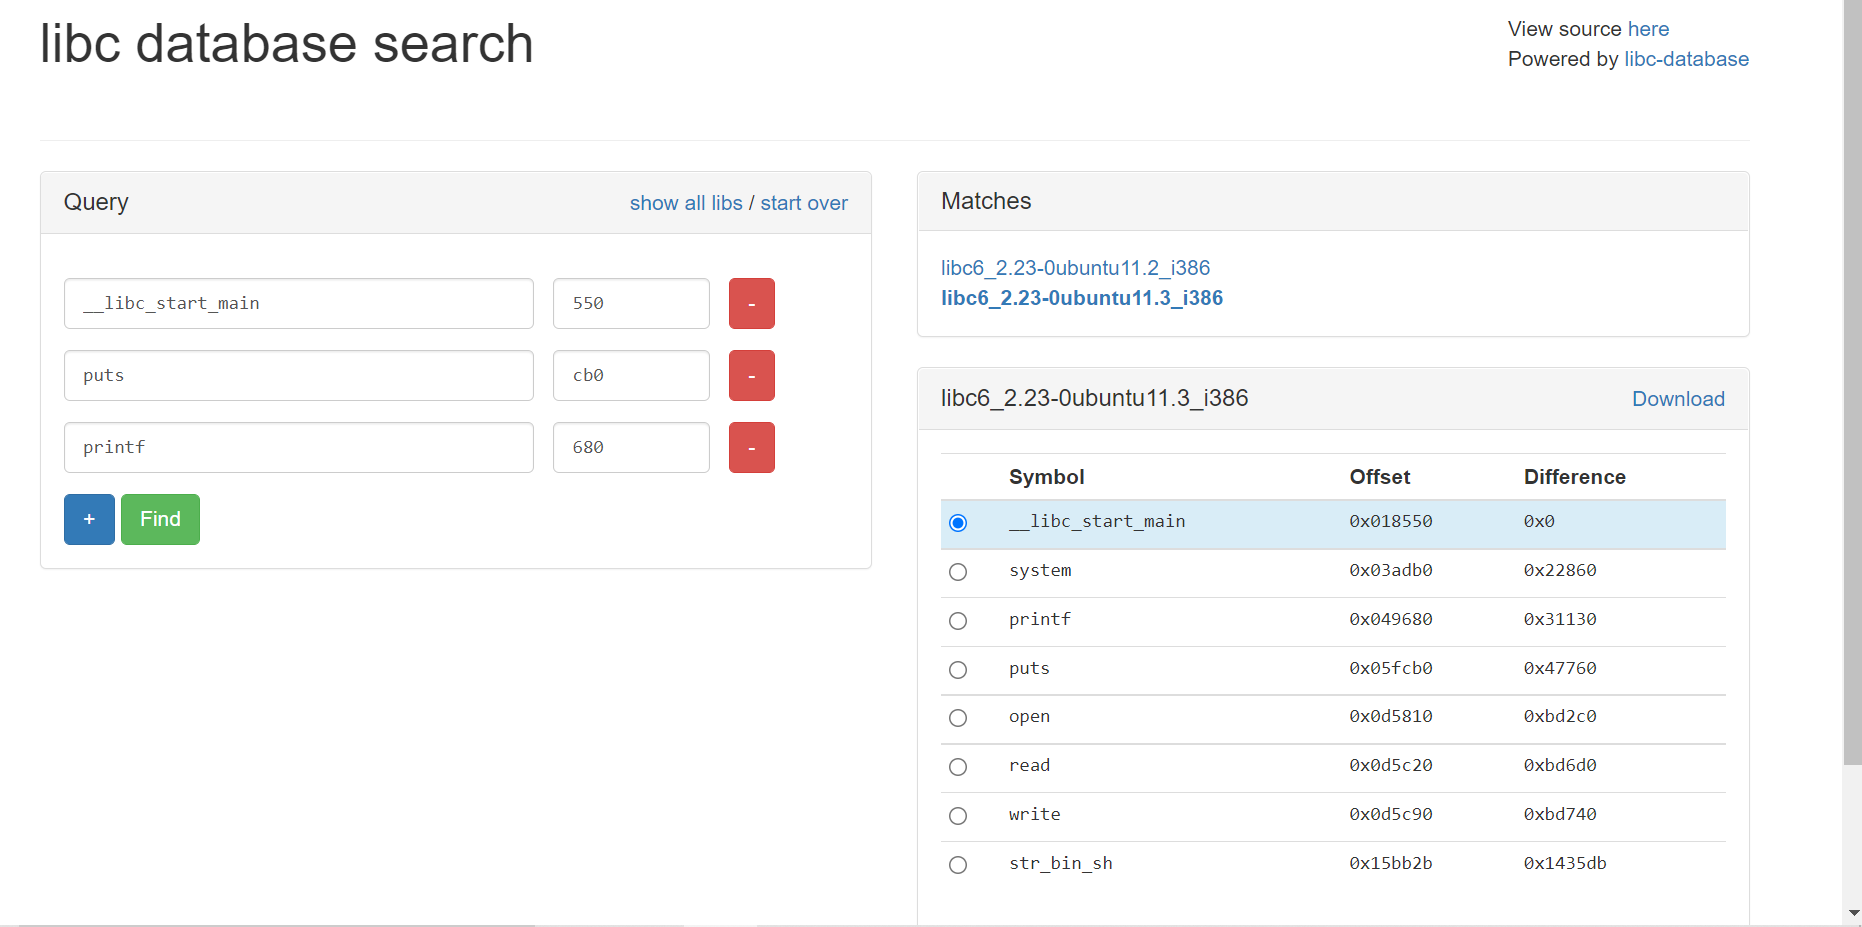 libc database search
View source here
Powered by libc-database
Query show all libs / start over
__libc_start_main 550 -
puts cb0 -
printf 680 -
+ Find
Matches
libc6_2.23-0ubuntu11.2_i386
libc6_2.23-0ubuntu11.3_i386
libc6_2.23-0ubuntu11.3_i386 Download
Symbol Offset Difference
__libc_start_main 0x018550 0x0
system 0x03adb0 0x22860
printf 0x049680 0x31130
puts 0x05fcb0 0x47760
open 0x0d5810 0xbd2c0
read 0x0d5c20 0xbd6d0
write 0x0d5c90 0xbd740
str_bin_sh 0x15bb2b 0x1435db